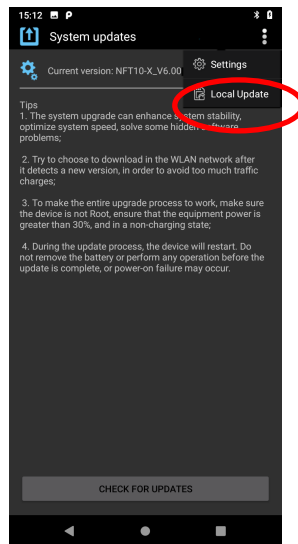 15:12
System updates
Settings
Current version: NFT10-X_V6.00
Local Update
Tips
1. The system upgrade can enhance system stability,
optimize system speed, solve some hidden software
problems;
2. Try to choose to download in the WLAN network after
it detects a new version, in order to avoid too much traffic
charges;
3. To make the entire upgrade process to work, make sure
the device is not Root, ensure that the equipment power is
greater than 30%, and in a non-charging
state;
4. During the update process, the device will restart. Do
not remove the battery or perform any operation before the
update is complete, or power-on failure may occur.
CHECK FOR UPDATES